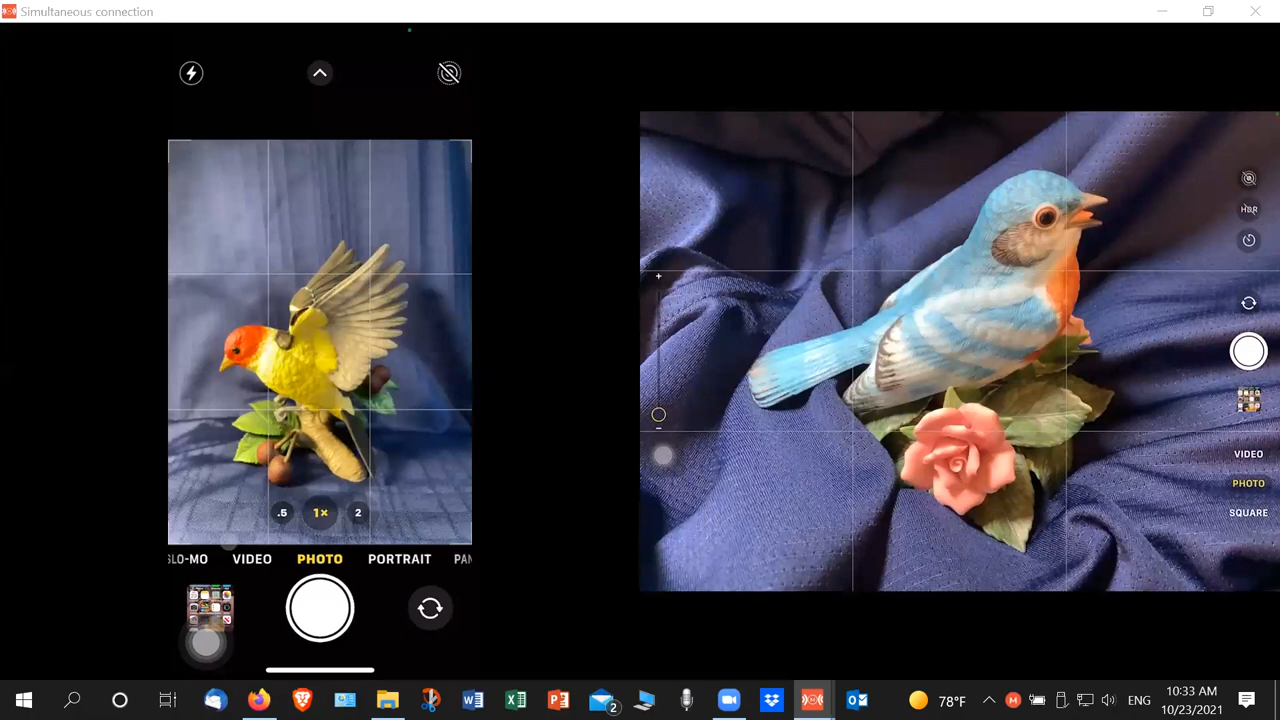 Simultaneous connection
.5
1×
2
SLO-MO
VIDEO
PHOTO
PORTRAIT
PAN
HDR
VIDEO
PHOTO
SQUARE
2
78°F
ENG
10:33 AM
10/23/2021